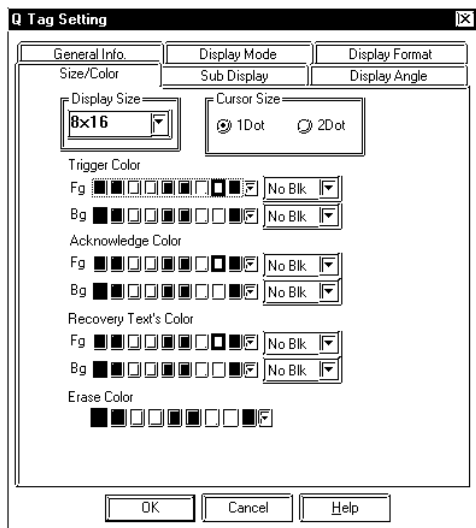 Q Tag Setting
General Info. Display Mode Display Format
Size/Color Sub Display Display Angle
Display Size Cursor Size
8x16 1Dot 2Dot
Trigger Color
Fg No Blk
Bg No Blk
Acknowledge Color
Fg No Blk
Bg No Blk
Recovery Text's Color
Fg No Blk
Bg No Blk
Erase Color
OK Cancel Help